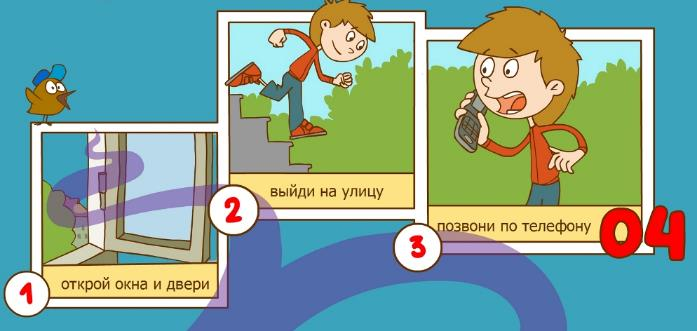 1
открой окна и двери
2
выйди на улицу
3
позвони по телефону 04